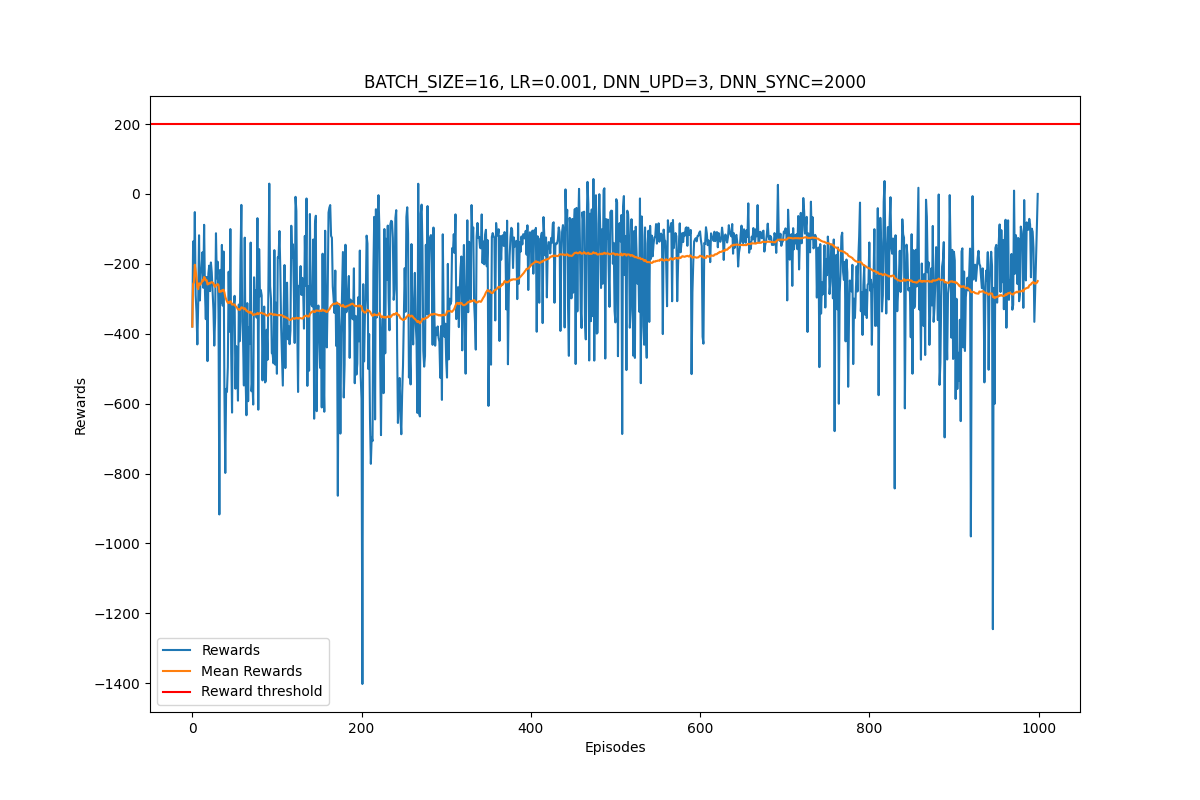 BATCH_SIZE=16, LR=0.001, DNN_UPD=3, DNN_SYNC=2000
200
0
−200
−400
−600
−800
−1000
−1200
−1400
Rewards
Rewards
Mean Rewards
Reward threshold
0
200
400
600
800
1000
Episodes